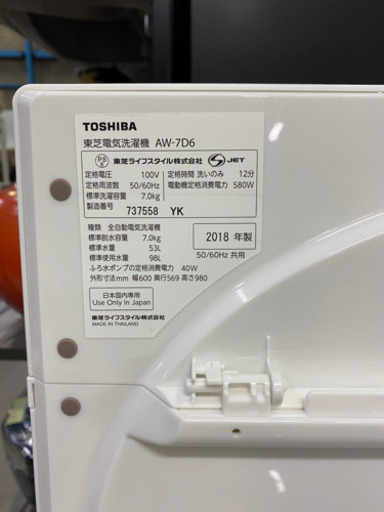 TOSHIBA
東芝電気洗濯機 AW-7D6
PS E 東芝ライフスタイル株式会社 JET
定格電圧 100V 定格時間 洗いのみ 12分
定格周波数 50/60Hz 電動機定格消費電力 580W
標準洗濯容量 7.0kg
製造番号 737558 YK
種類 全自動電気洗濯機
標準脱水容量 7.0kg
標準水量 53L
標準使用水量 98L
2018 年製
50/60Hz 共用
ふろ水ポンプの定格消費電力 40W
外形寸法mm 幅600 奥行569 高さ980
日本国内専用
Use Only in Japan
東芝ライフスタイル株式会社
MADE IN THAILAND